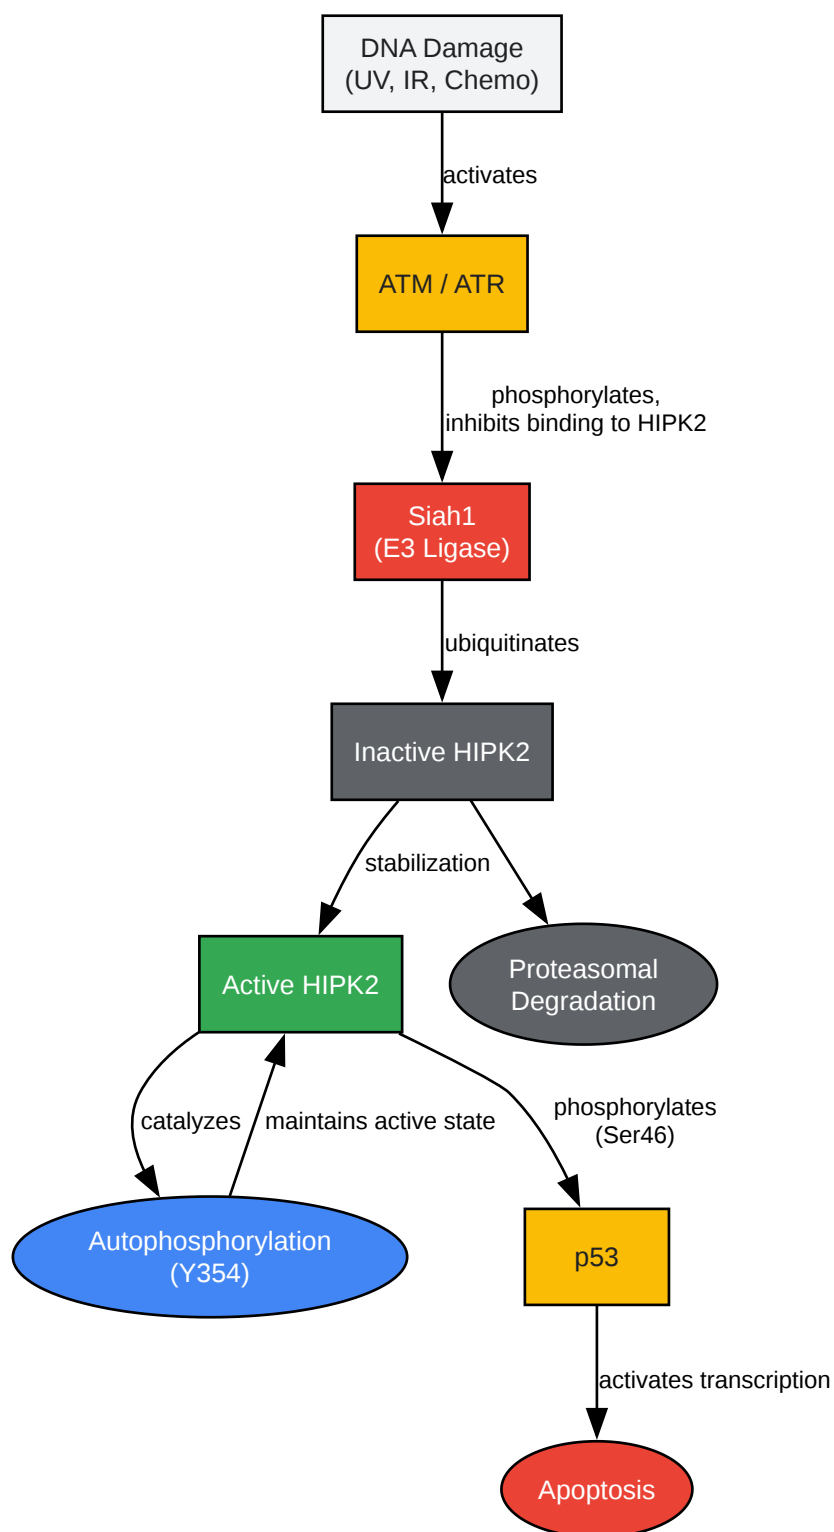 DNA Damage
(UV, IR, Chemo)
activates
ATM / ATR
phosphorylates,
inhibits binding to HIPK2
Siah1
(E3 Ligase)
ubiquitinates
Inactive HIPK2
stabilization
Active HIPK2
Proteasomal
Degradation
catalyzes
maintains active state
phosphorylates
(Ser46)
Autophosphorylation
(Y354)
p53
activates transcription
Apoptosis